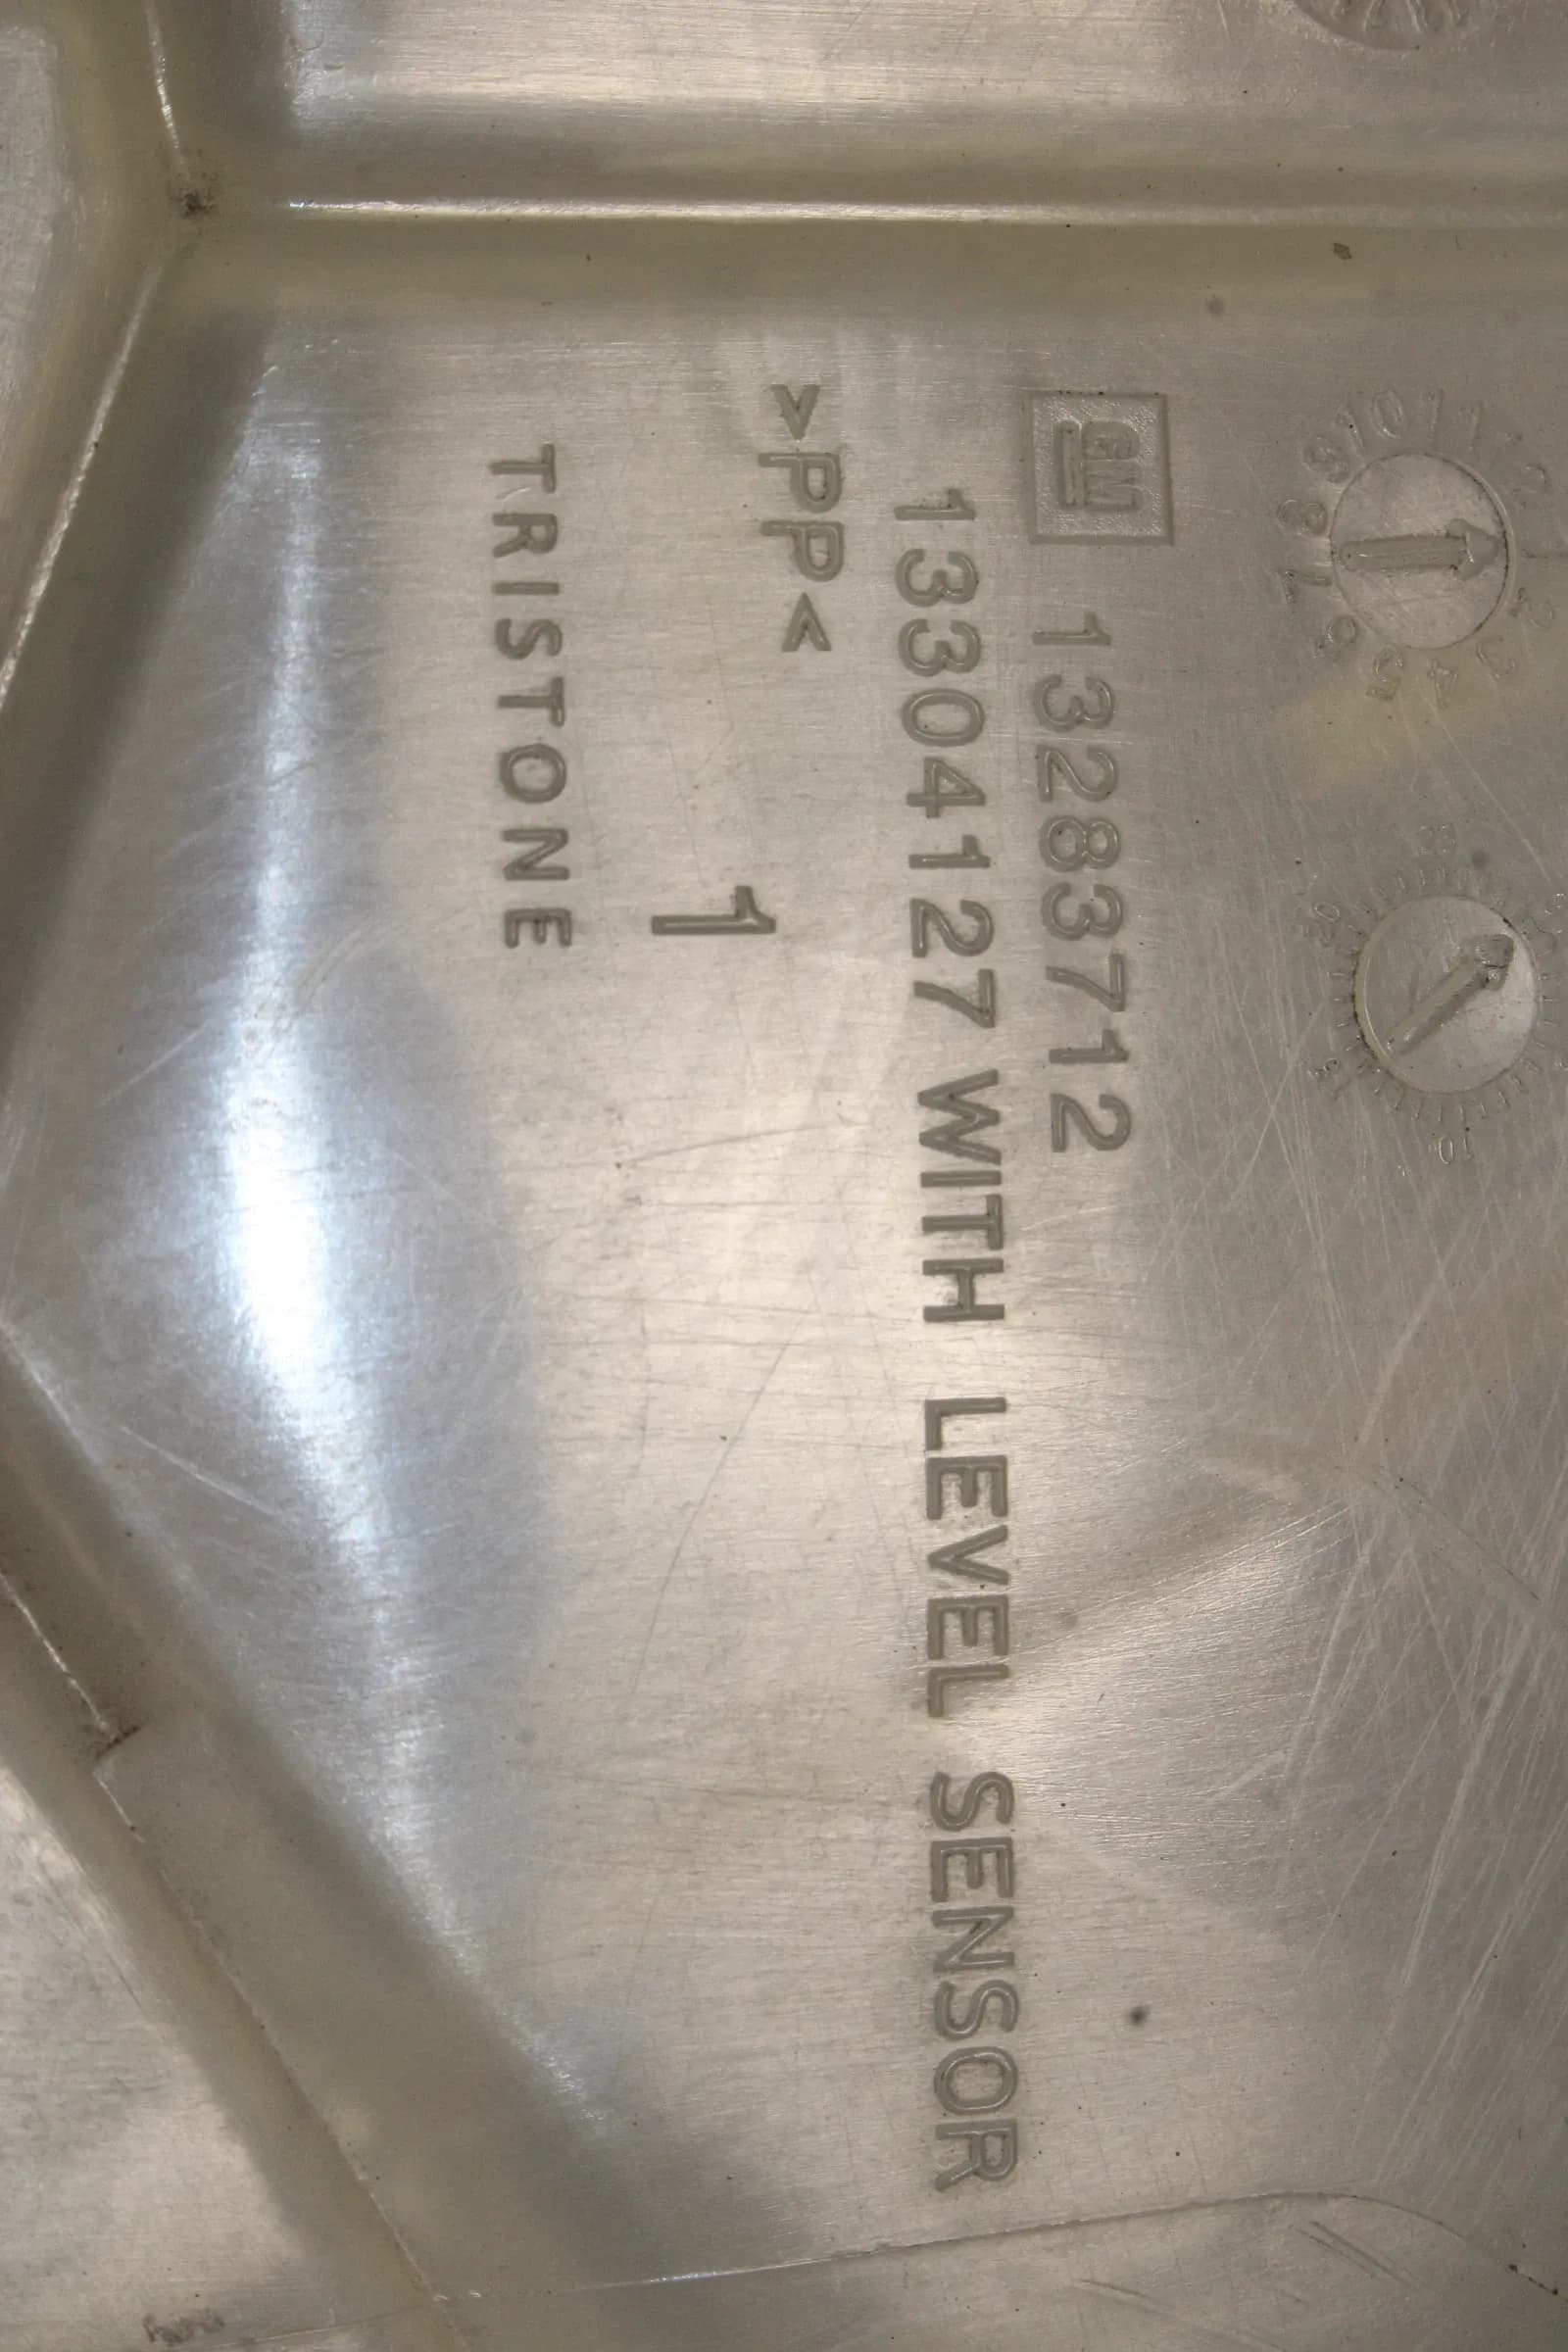 GM 13283712
13304127 WITH LEVEL SENSOR
>PP<
1
TRISTONE